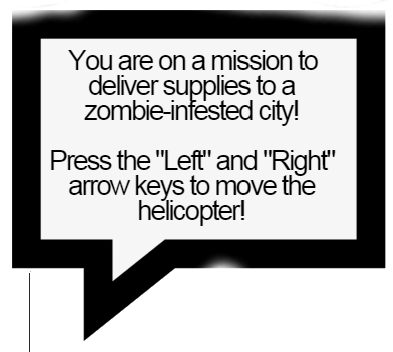 You are on a mission to
deliver supplies to a
zombie-infested city!
Press the "Left" and "Right"
arrow keys to move the
helicopter!